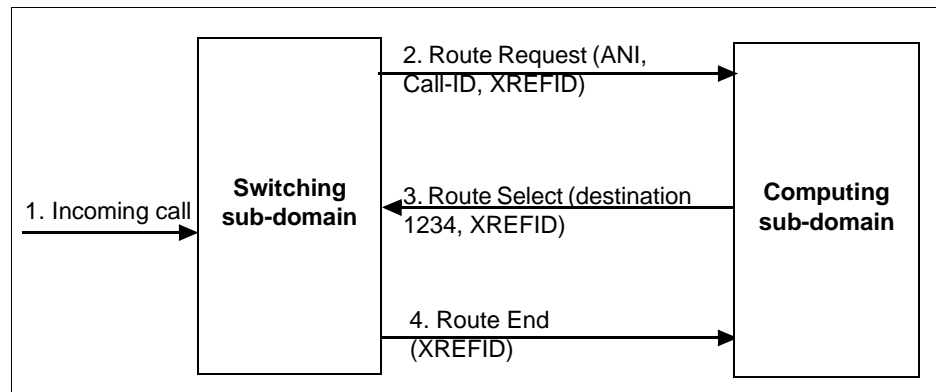 1. Incoming call
Switching
sub-domain
2. Route Request (ANI,
Call-ID, XREFID)
3. Route Select (destination
1234, XREFID)
4. Route End
(XREFID)
Computing
sub-domain